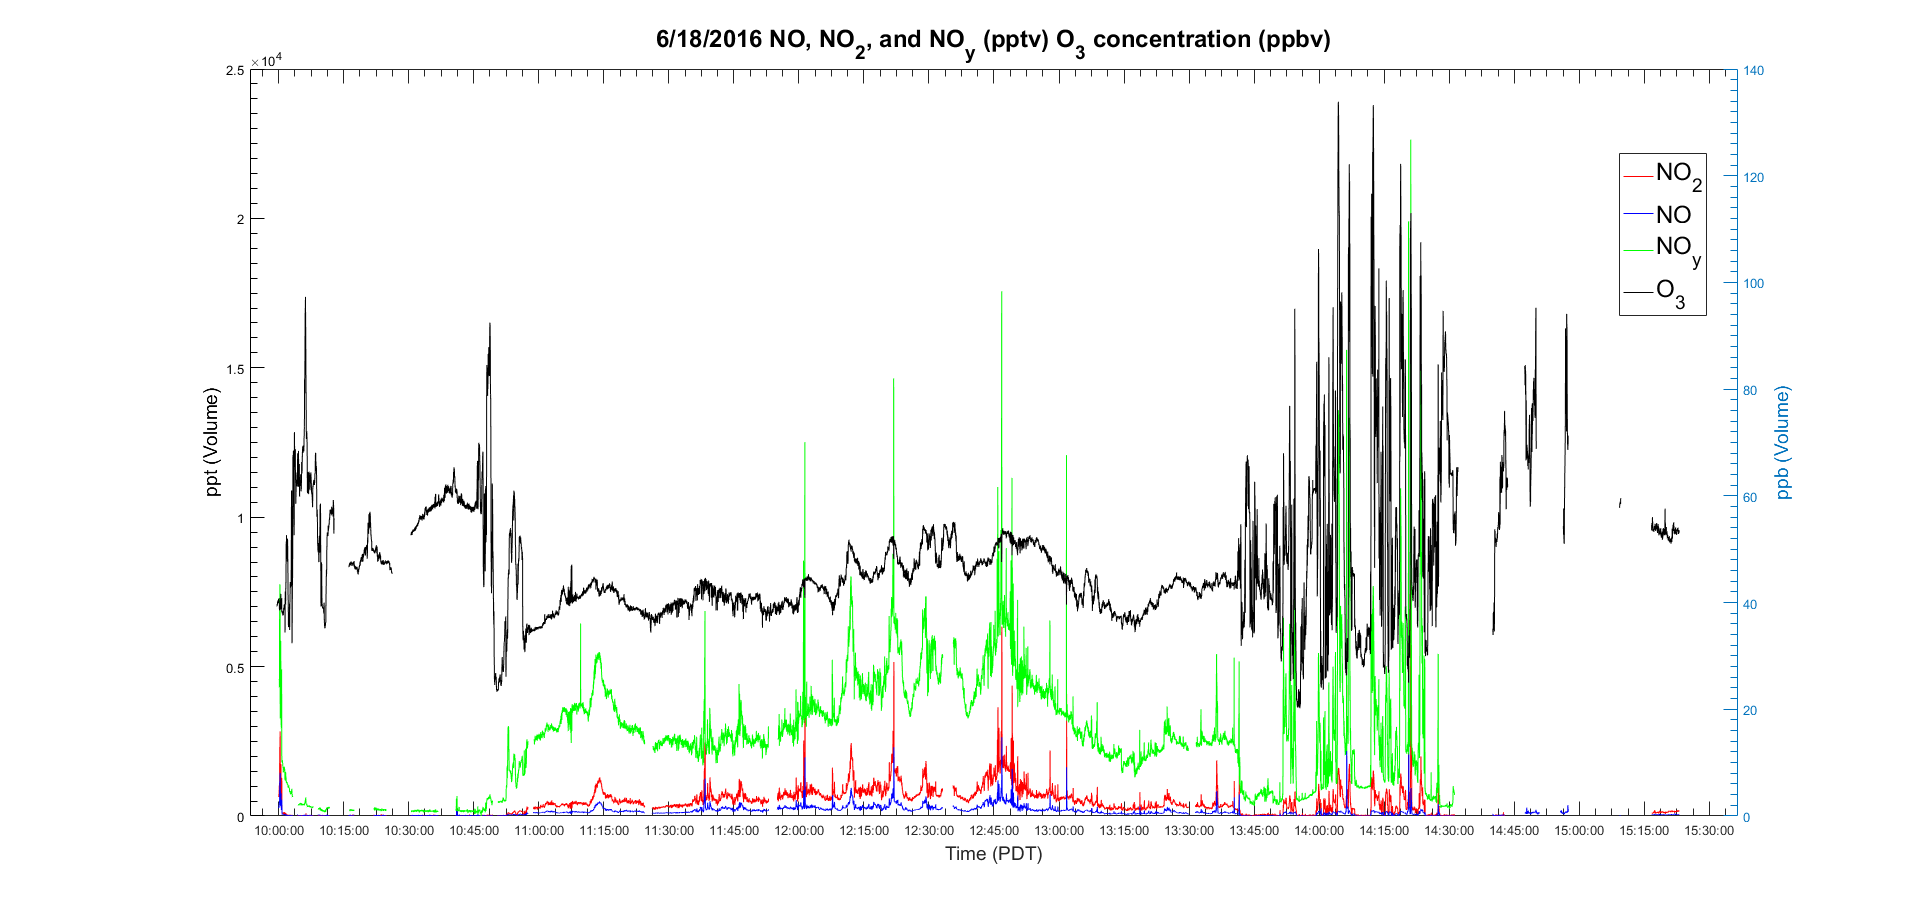 6/18/2016 NO, NO2, and NOy (pptv) O3 concentration (ppbv)
×10^4
2.5
2
1.5
1
0.5
0
ppt (Volume)
140
120
100
80
60
40
20
0
ppb (Volume)
NO2
NO
NOy
O3
10:00:00 10:15:00 10:30:00 10:45:00 11:00:00 11:15:00 11:30:00 11:45:00 12:00:00 12:15:00 12:30:00 12:45:00 13:00:00 13:15:00 13:30:00 13:45:00 14:00:00 14:15:00 14:30:00 14:45:00 15:00:00 15:15:00 15:30:00
Time (PDT)